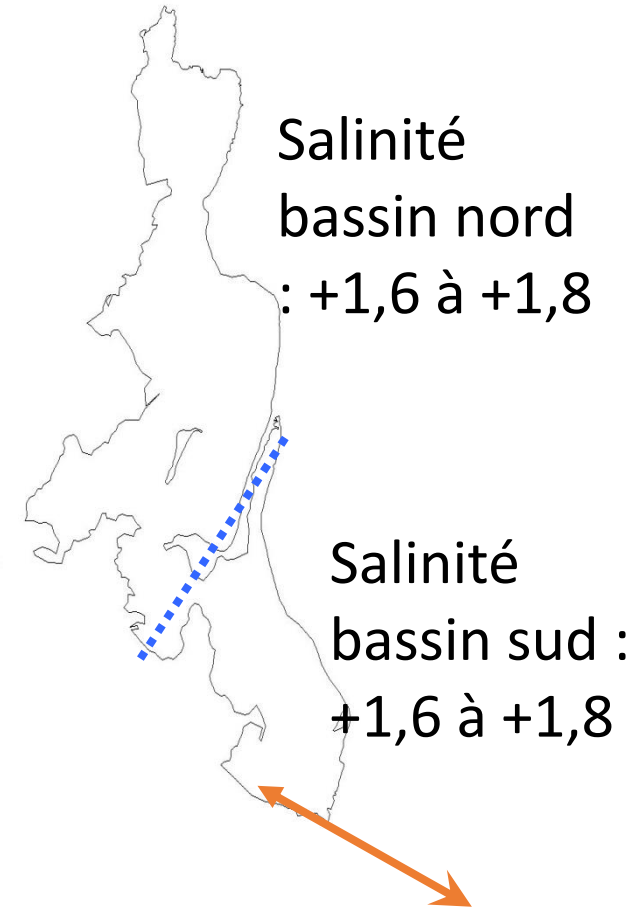 Salinité
bassin nord
: +1,6 à +1,8
Salinité
bassin sud :
+1,6 à +1,8